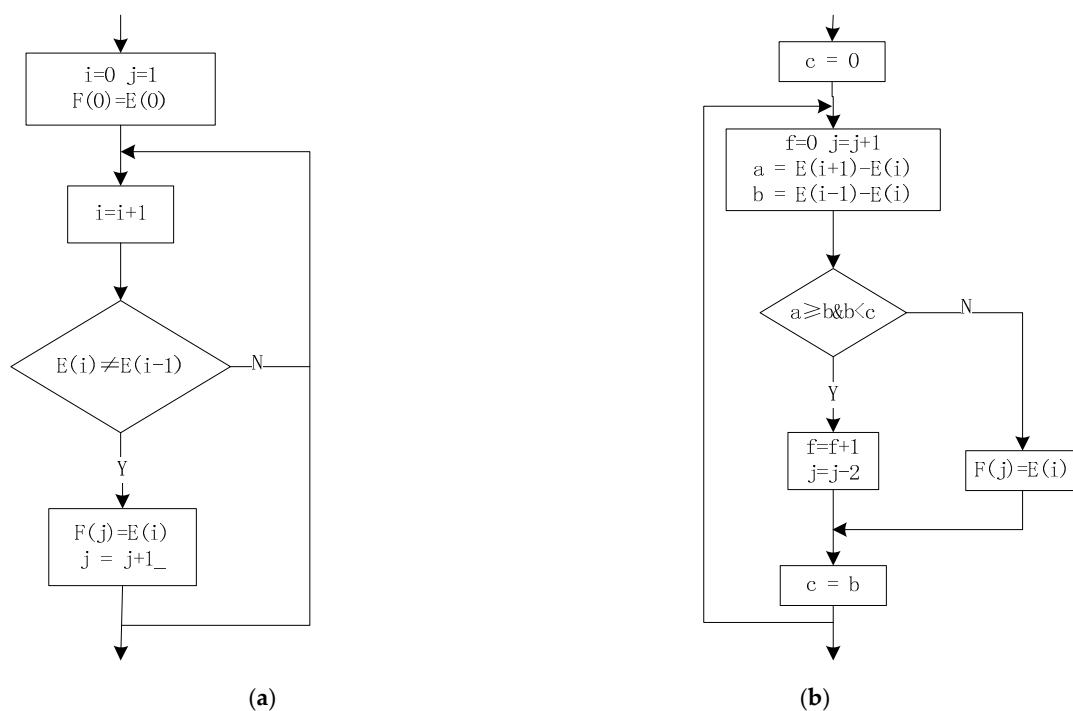 i=0 j=1
F(0)=E(0)
i=i+1
E(i)≠E(i-1)
N
Y
F(j)=E(i)
j = j+1_
(a)
c = 0
f=0 j=j+1
a = E(i+1)-E(i)
b = E(i-1)-E(i)
a≥b&b<c
N
Y
f=f+1
j=j-2
F(j)=E(i)
c = b
(b)